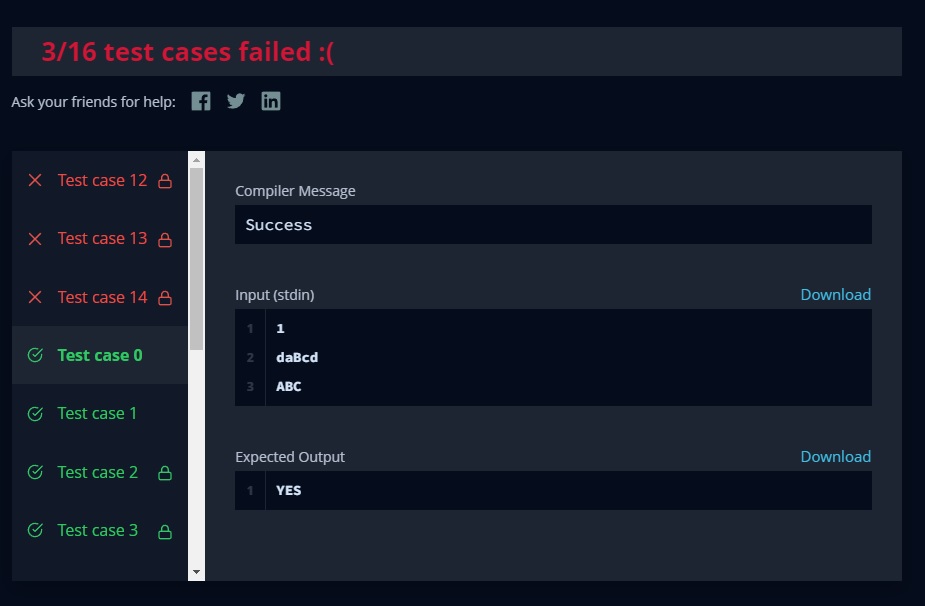 3/16 test cases failed :(
Ask your friends for help:
Test case 12
Test case 13
Test case 14
Test case 0
Test case 1
Test case 2
Test case 3
Compiler Message
Success
Input (stdin)
Download
1 1
2 daBcd
3 ABC
Expected Output
Download
1 YES